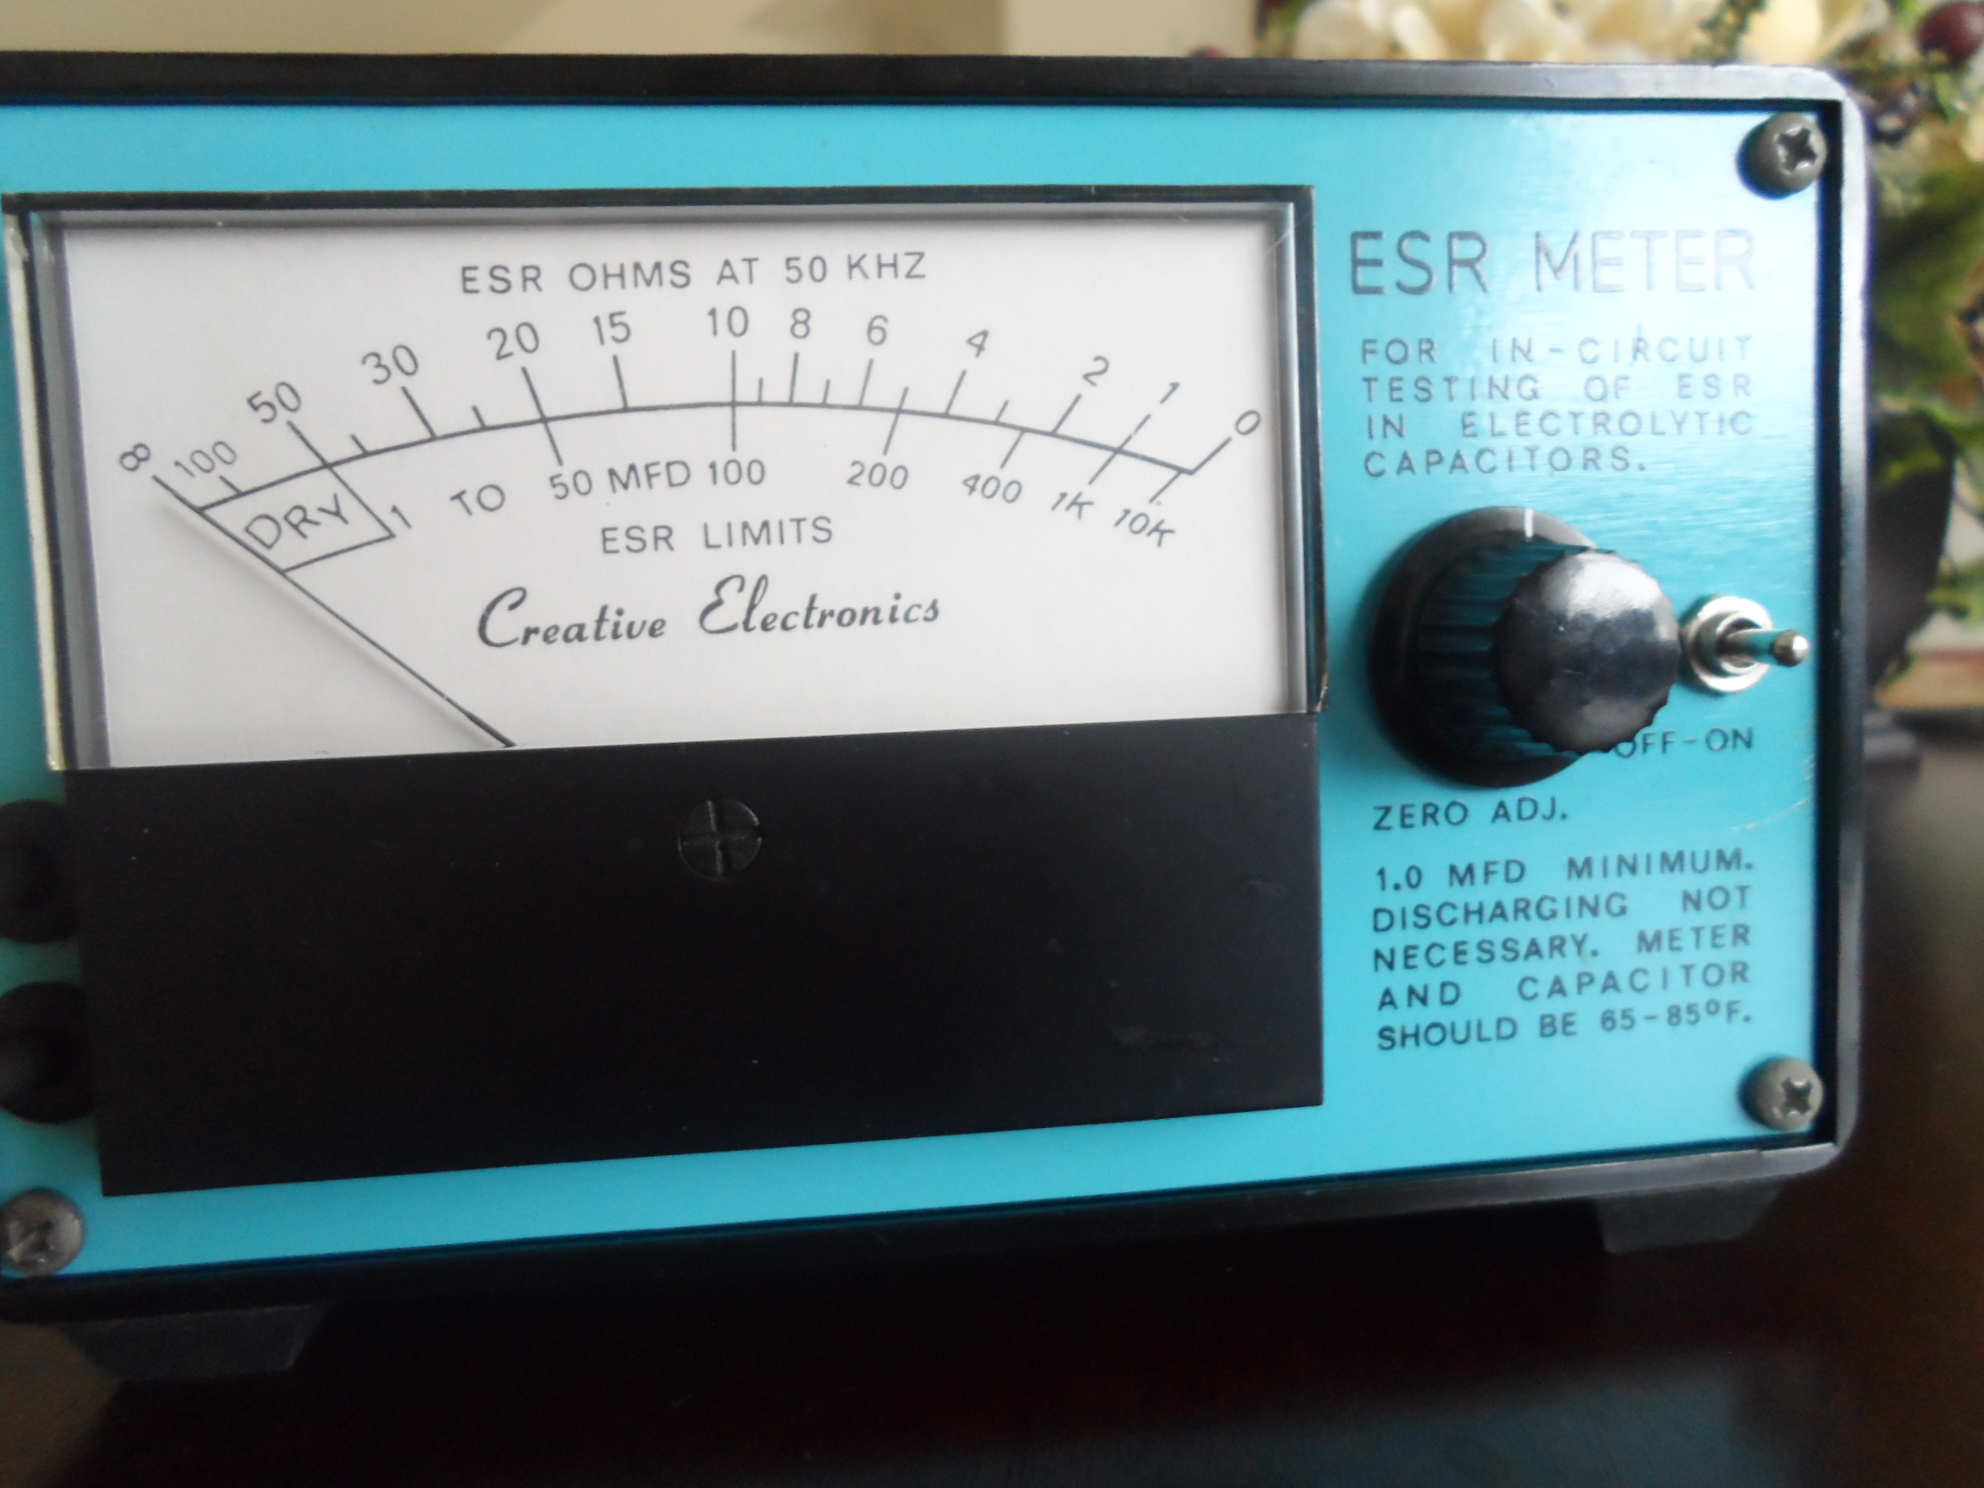 ESR OHMS AT 50 KHZ
∞ 100 50 30 20 15 10 8 6 4 2 1 0
DRY 1 TO 50 MFD 100 200 400 1K 10K
ESR LIMITS
Creative Electronics
ESR METER
FOR IN-CIRCUIT
TESTING OF ESR
IN ELECTROLYTIC
CAPACITORS.
OFF-ON
ZERO ADJ.
1.0 MFD MINIMUM.
DISCHARGING NOT
NECESSARY. METER
AND CAPACITOR
SHOULD BE 65-85°F.